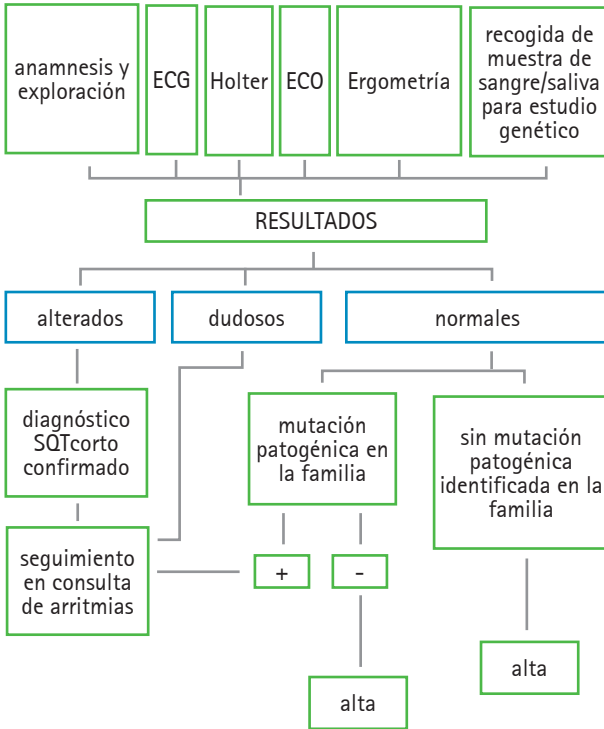 anamnesis y
exploración
ECG
Holter
ECO
Ergometría
recogida de
muestra de
sangre/saliva
para estudio
genético
RESULTADOS
alterados
dudosos
normales
diagnóstico
SQTcorto
confirmado
mutación
patogénica en
la familia
sin mutación
patogénica
identificada en la
familia
seguimiento
en consulta
de arritmias
+
-
alta
alta